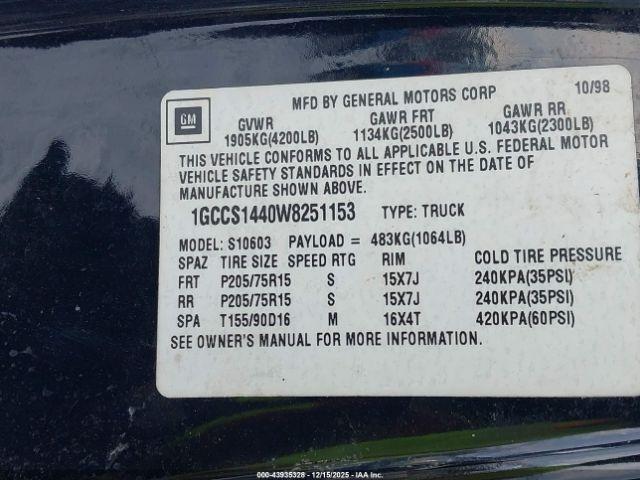 GM
MFD BY GENERAL MOTORS CORP 10/98
GVWR GAWR FRT GAWR RR
1905KG(4200LB) 1134KG(2500LB) 1043KG(2300LB)
THIS VEHICLE CONFORMS TO ALL APPLICABLE U.S. FEDERAL MOTOR
VEHICLE SAFETY STANDARDS IN EFFECT ON THE DATE OF
MANUFACTURE SHOWN ABOVE.
1GCCS1440W8251153 TYPE: TRUCK
MODEL: S10603 PAYLOAD = 483KG(1064LB)
SPAZ TIRE SIZE SPEED RTG RIM COLD TIRE PRESSURE
FRT P205/75R15 S 15X7J 240KPA(35PSI)
RR P205/75R15 S 15X7J 240KPA(35PSI)
SPA T155/90D16 M 16X4T 420KPA(60PSI)
SEE OWNER'S MANUAL FOR MORE INFORMATION.
000-43935328 - 12/15/2025 - IAA Inc.